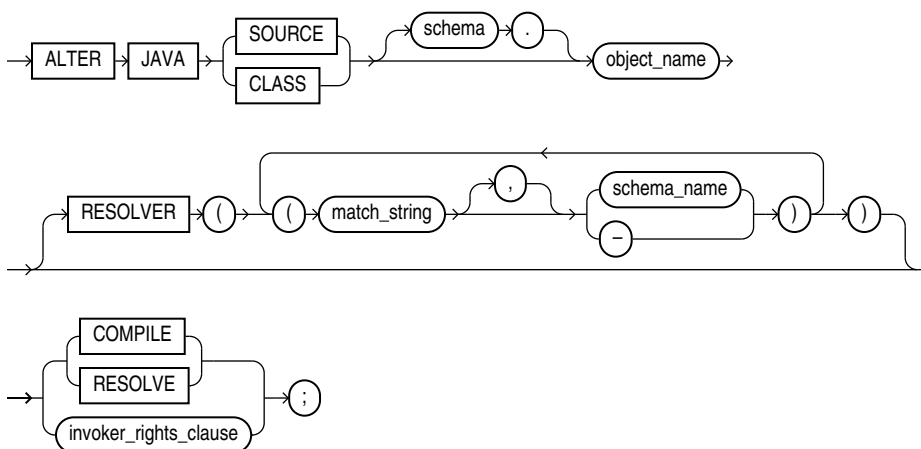 SOURCE
schema .
ALTER JAVA object_name
CLASS
, schema_name
RESOLVER ( ( match_string ) )
–
COMPILE
RESOLVE ;
invoker_rights_clause